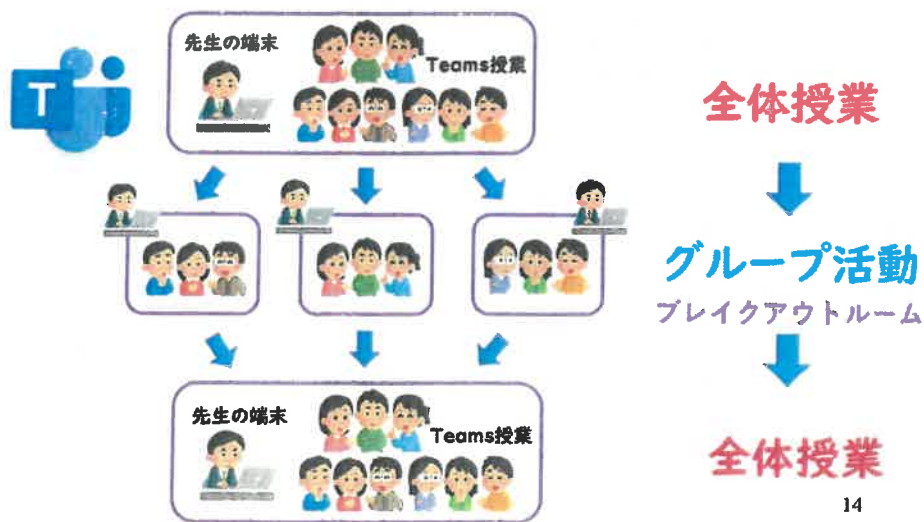 先生の端末
Teams授業
全体授業
T
グループ活動
ブレイクアウトルーム
先生の端末
Teams授業
全体授業
14